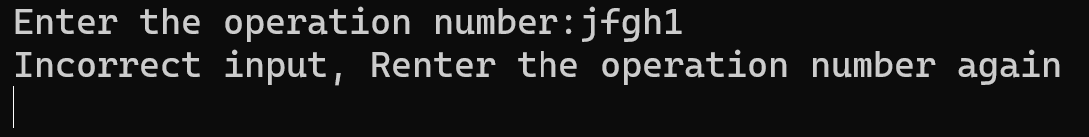 Enter the operation number:jfgh1
Incorrect input, Renter the operation number again